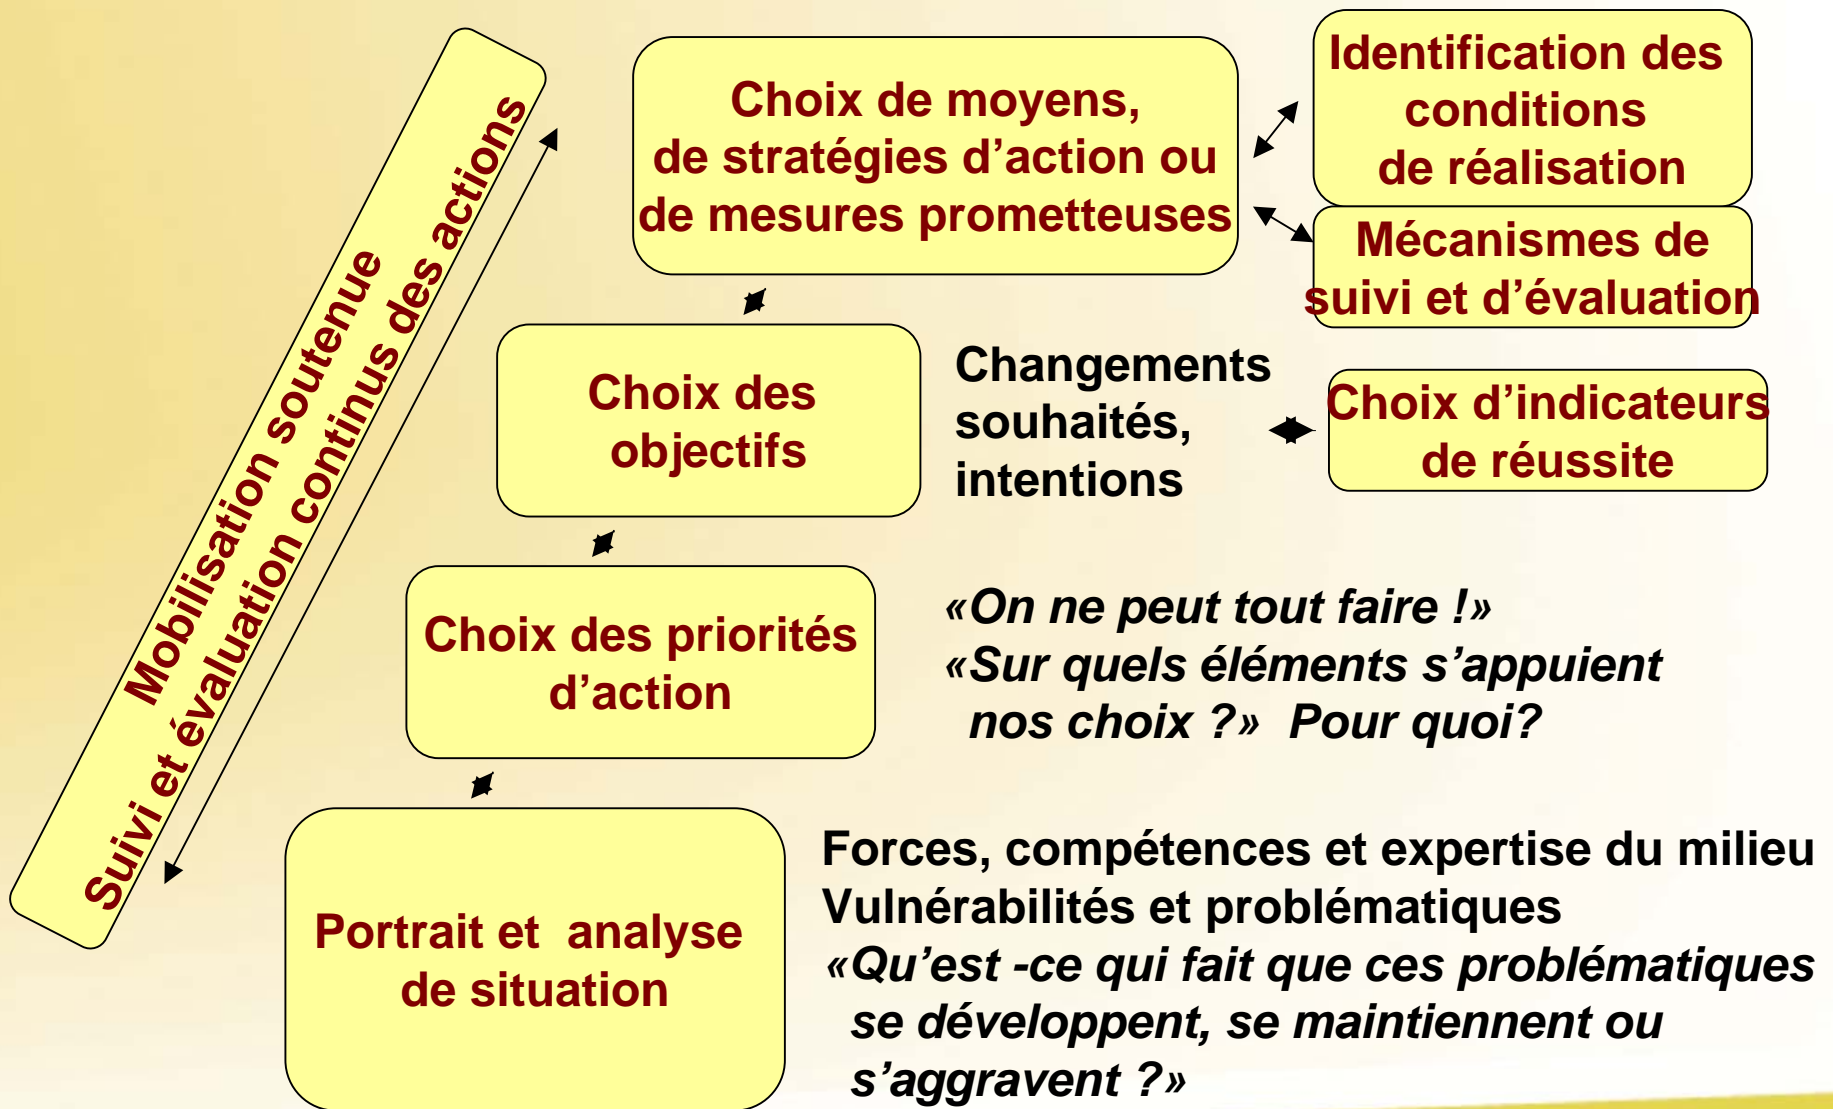 Mobilisation soutenue
Suivi et évaluation continus des actions
Choix de moyens,
de stratégies d’action ou
de mesures prometteuses
Identification des
conditions
de réalisation
Mécanismes de
suivi et d’évaluation
Choix des
objectifs
Changements
souhaités,
intentions
Choix d’indicateurs
de réussite
Choix des priorités
d’action
«On ne peut tout faire !»
«Sur quels éléments s’appuient
nos choix ?» Pour quoi?
Portrait et analyse
de situation
Forces, compétences et expertise du milieu
Vulnérabilités et problématiques
«Qu’est -ce qui fait que ces problématiques
se développent, se maintiennent ou
s’aggravent ?»